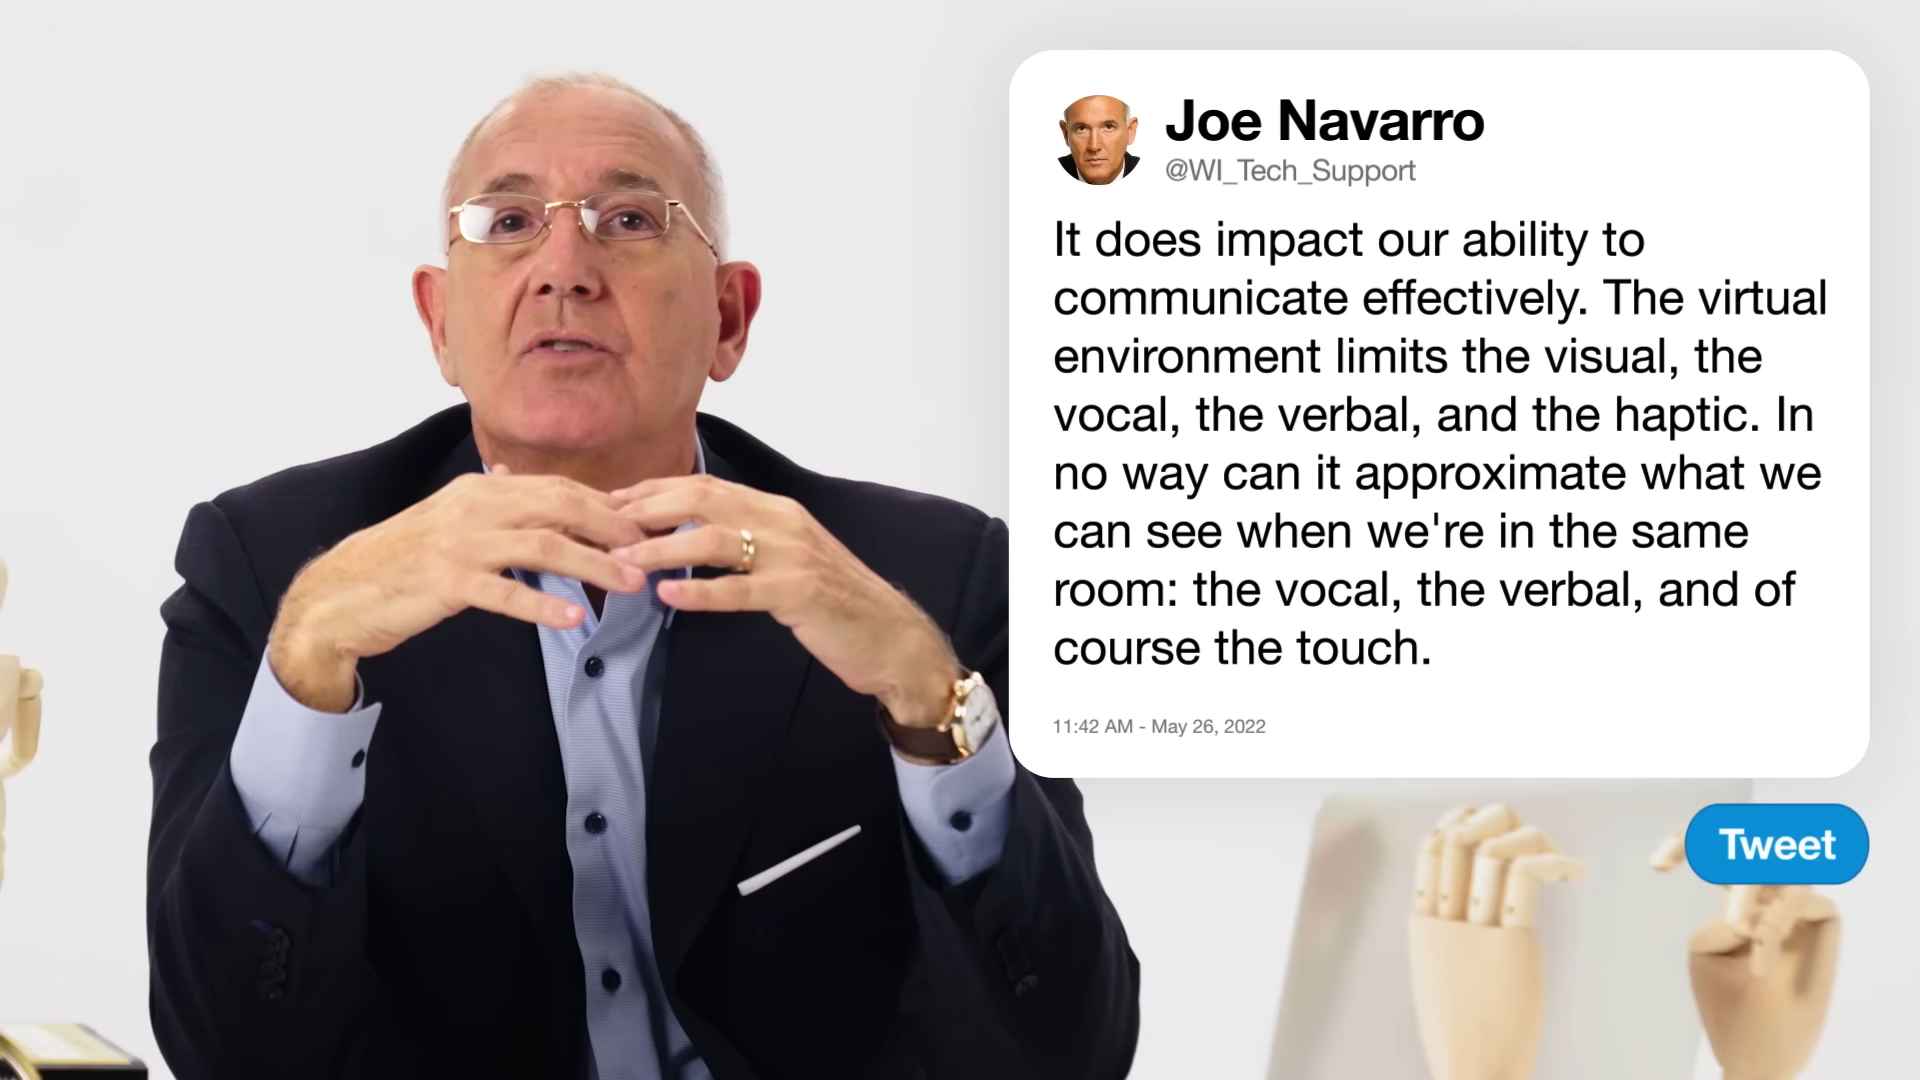 Joe Navarro
@WI_Tech_Support
It does impact our ability to
communicate effectively. The virtual
environment limits the visual, the
vocal, the verbal, and the haptic. In
no way can it approximate what we
can see when we're in the same
room: the vocal, the verbal, and of
course the touch.
11:42 AM - May 26, 2022
Tweet